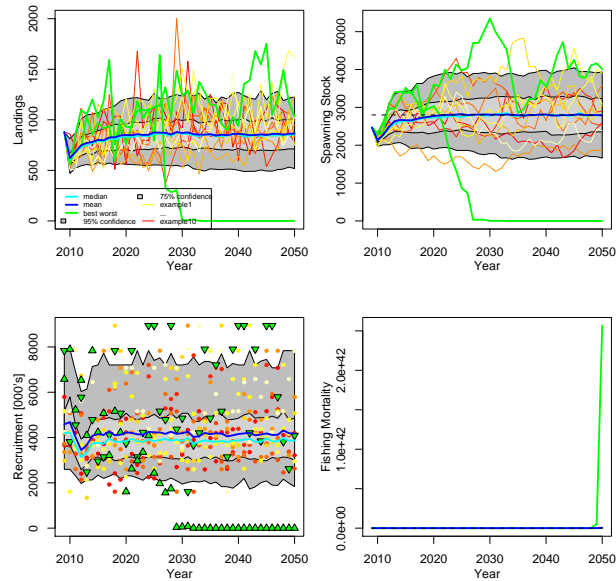 Landings
2000
1500
1000
500
0
median
mean
best worst
95% confidence
75% confidence
example1
...
example10
2010 2020 2030 2040 2050
Year
Spawning Stock
5000
4000
3000
2000
1000
0
2010 2020 2030 2040 2050
Year
Recruitment [000's]
8000
6000
4000
2000
0
2010 2020 2030 2040 2050
Year
Fishing Mortality
2.0e+42
1.0e+42
0.0e+00
2010 2020 2030 2040 2050
Year